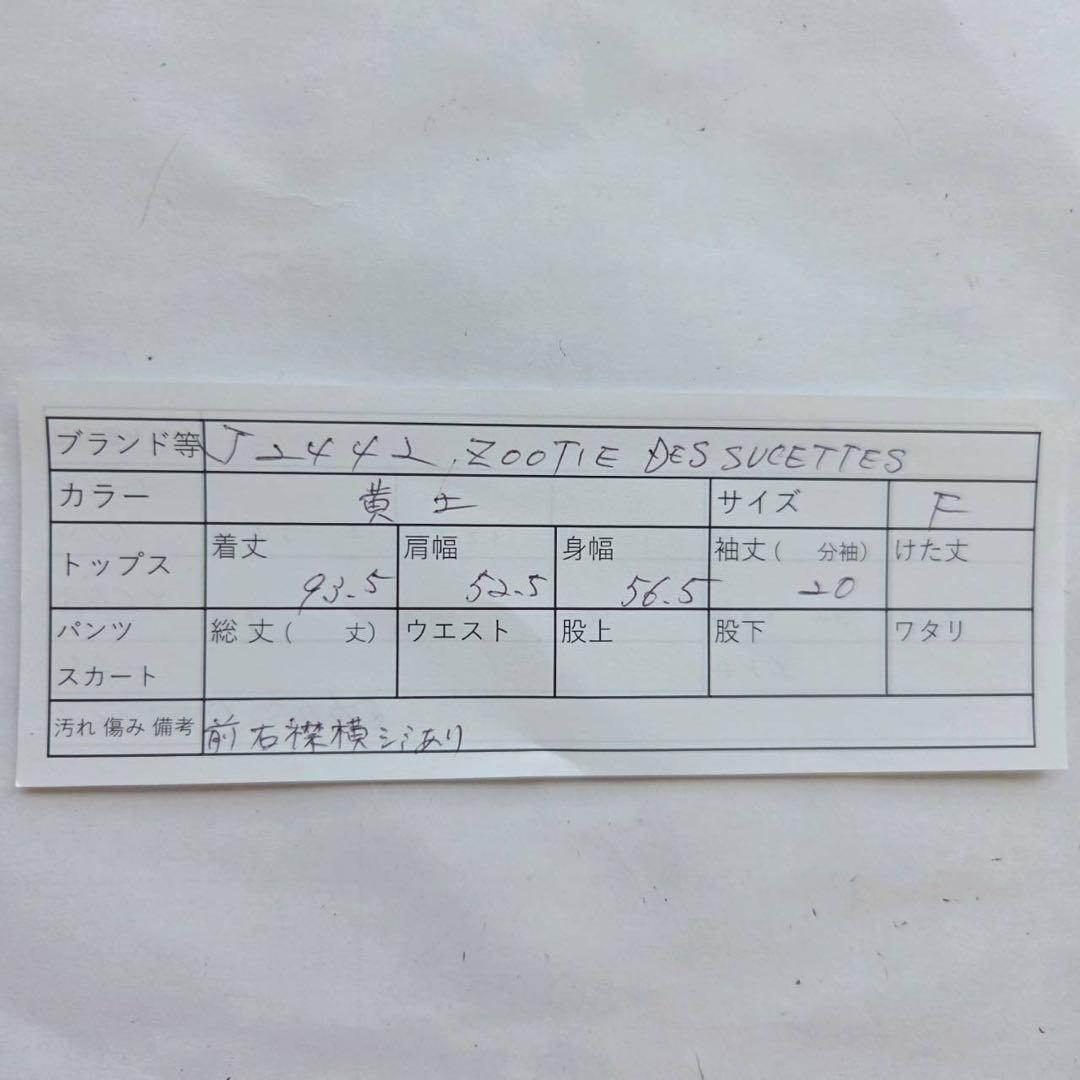 ブランド等 J2442, ZOOTIE DES SUCETTES
カラー 黄土 サイズ F
トップス 着丈 93.5 肩幅 52.5 身幅 56.5 袖丈( 分袖) 20 けた丈
パンツ 総丈( 丈) ウエスト 股上 股下 ワタリ
スカート
汚れ 傷み 備考 前右襟横シミあり